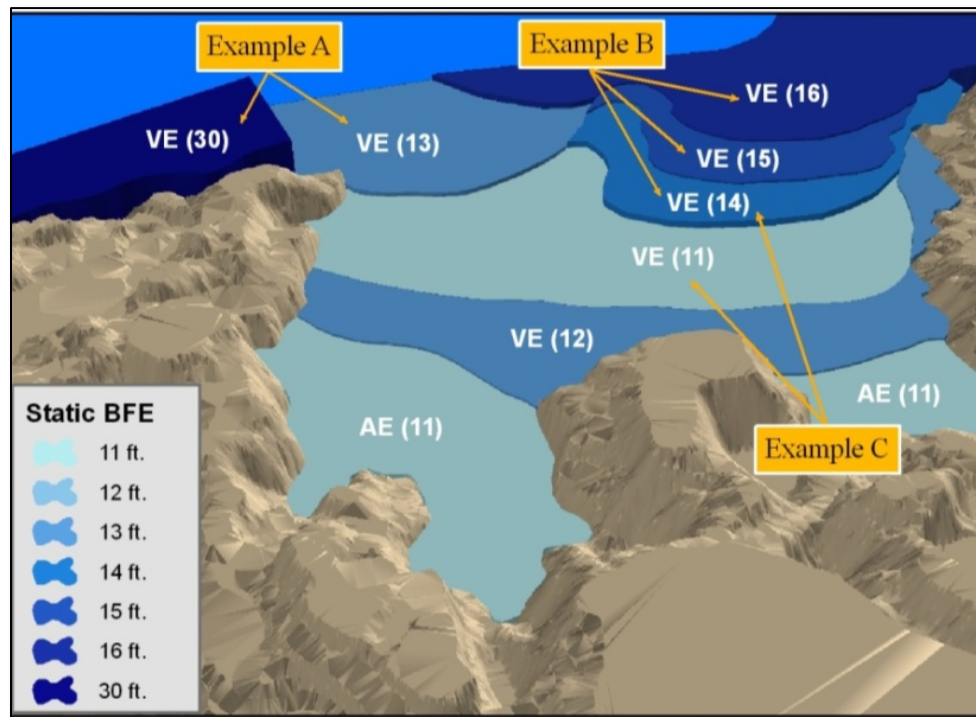 Example A
Example B
VE (30)
VE (13)
VE (16)
VE (15)
VE (14)
VE (11)
VE (12)
AE (11)
AE (11)
Example C
Static BFE
11 ft.
12 ft.
13 ft.
14 ft.
15 ft.
16 ft.
30 ft.